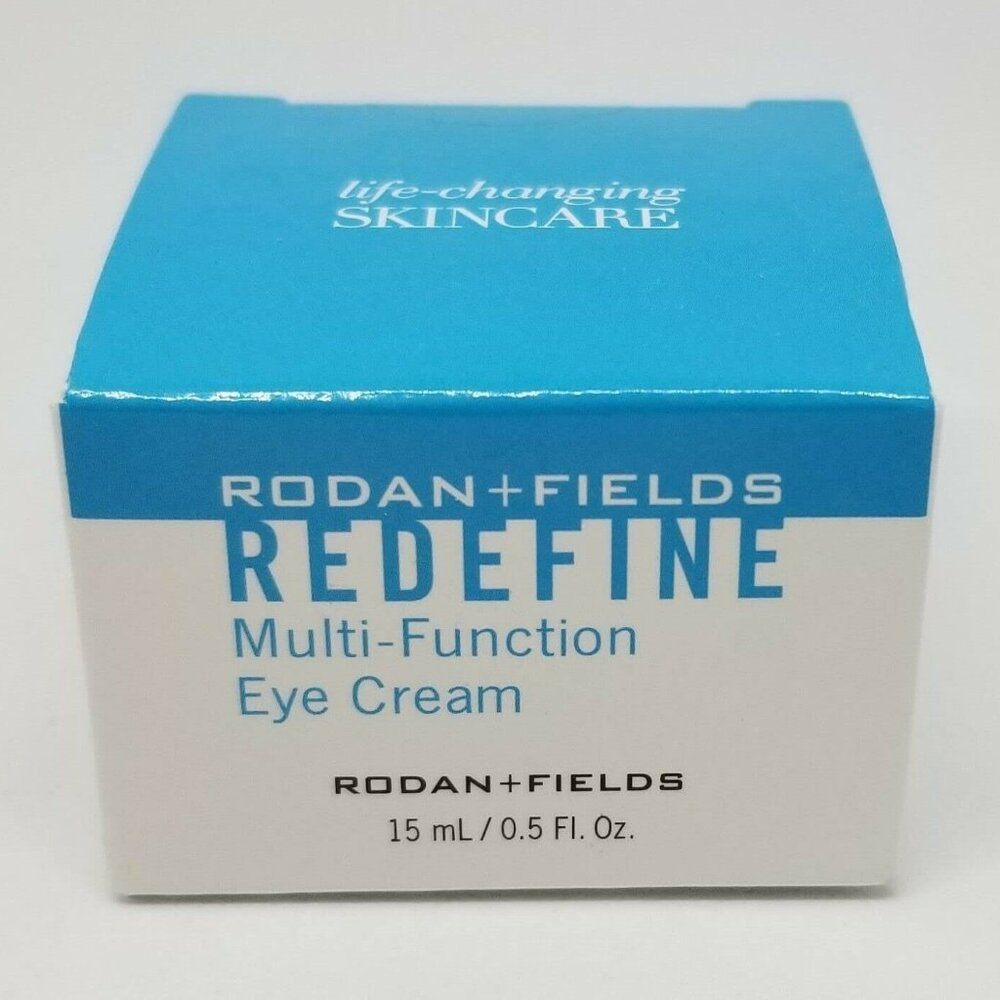 life-changing
SKINCARE
RODAN+FIELDS
REDEFINE
Multi-Function
Eye Cream
RODAN+FIELDS
15 mL / 0.5 Fl. Oz.